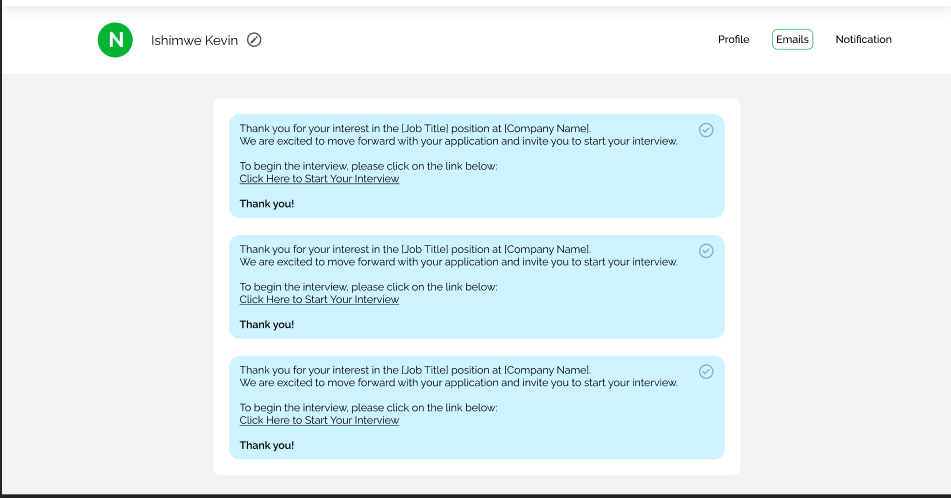 N
Ishimwe Kevin
Profile
Emails
Notification
Thank you for your interest in the [Job Title] position at [Company Name].
We are excited to move forward with your application and invite you to start your interview.
To begin the interview, please click on the link below:
Click Here to Start Your Interview
Thank you!
Thank you for your interest in the [Job Title] position at [Company Name].
We are excited to move forward with your application and invite you to start your interview.
To begin the interview, please click on the link below:
Click Here to Start Your Interview
Thank you!
Thank you for your interest in the [Job Title] position at [Company Name].
We are excited to move forward with your application and invite you to start your interview.
To begin the interview, please click on the link below:
Click Here to Start Your Interview
Thank you!